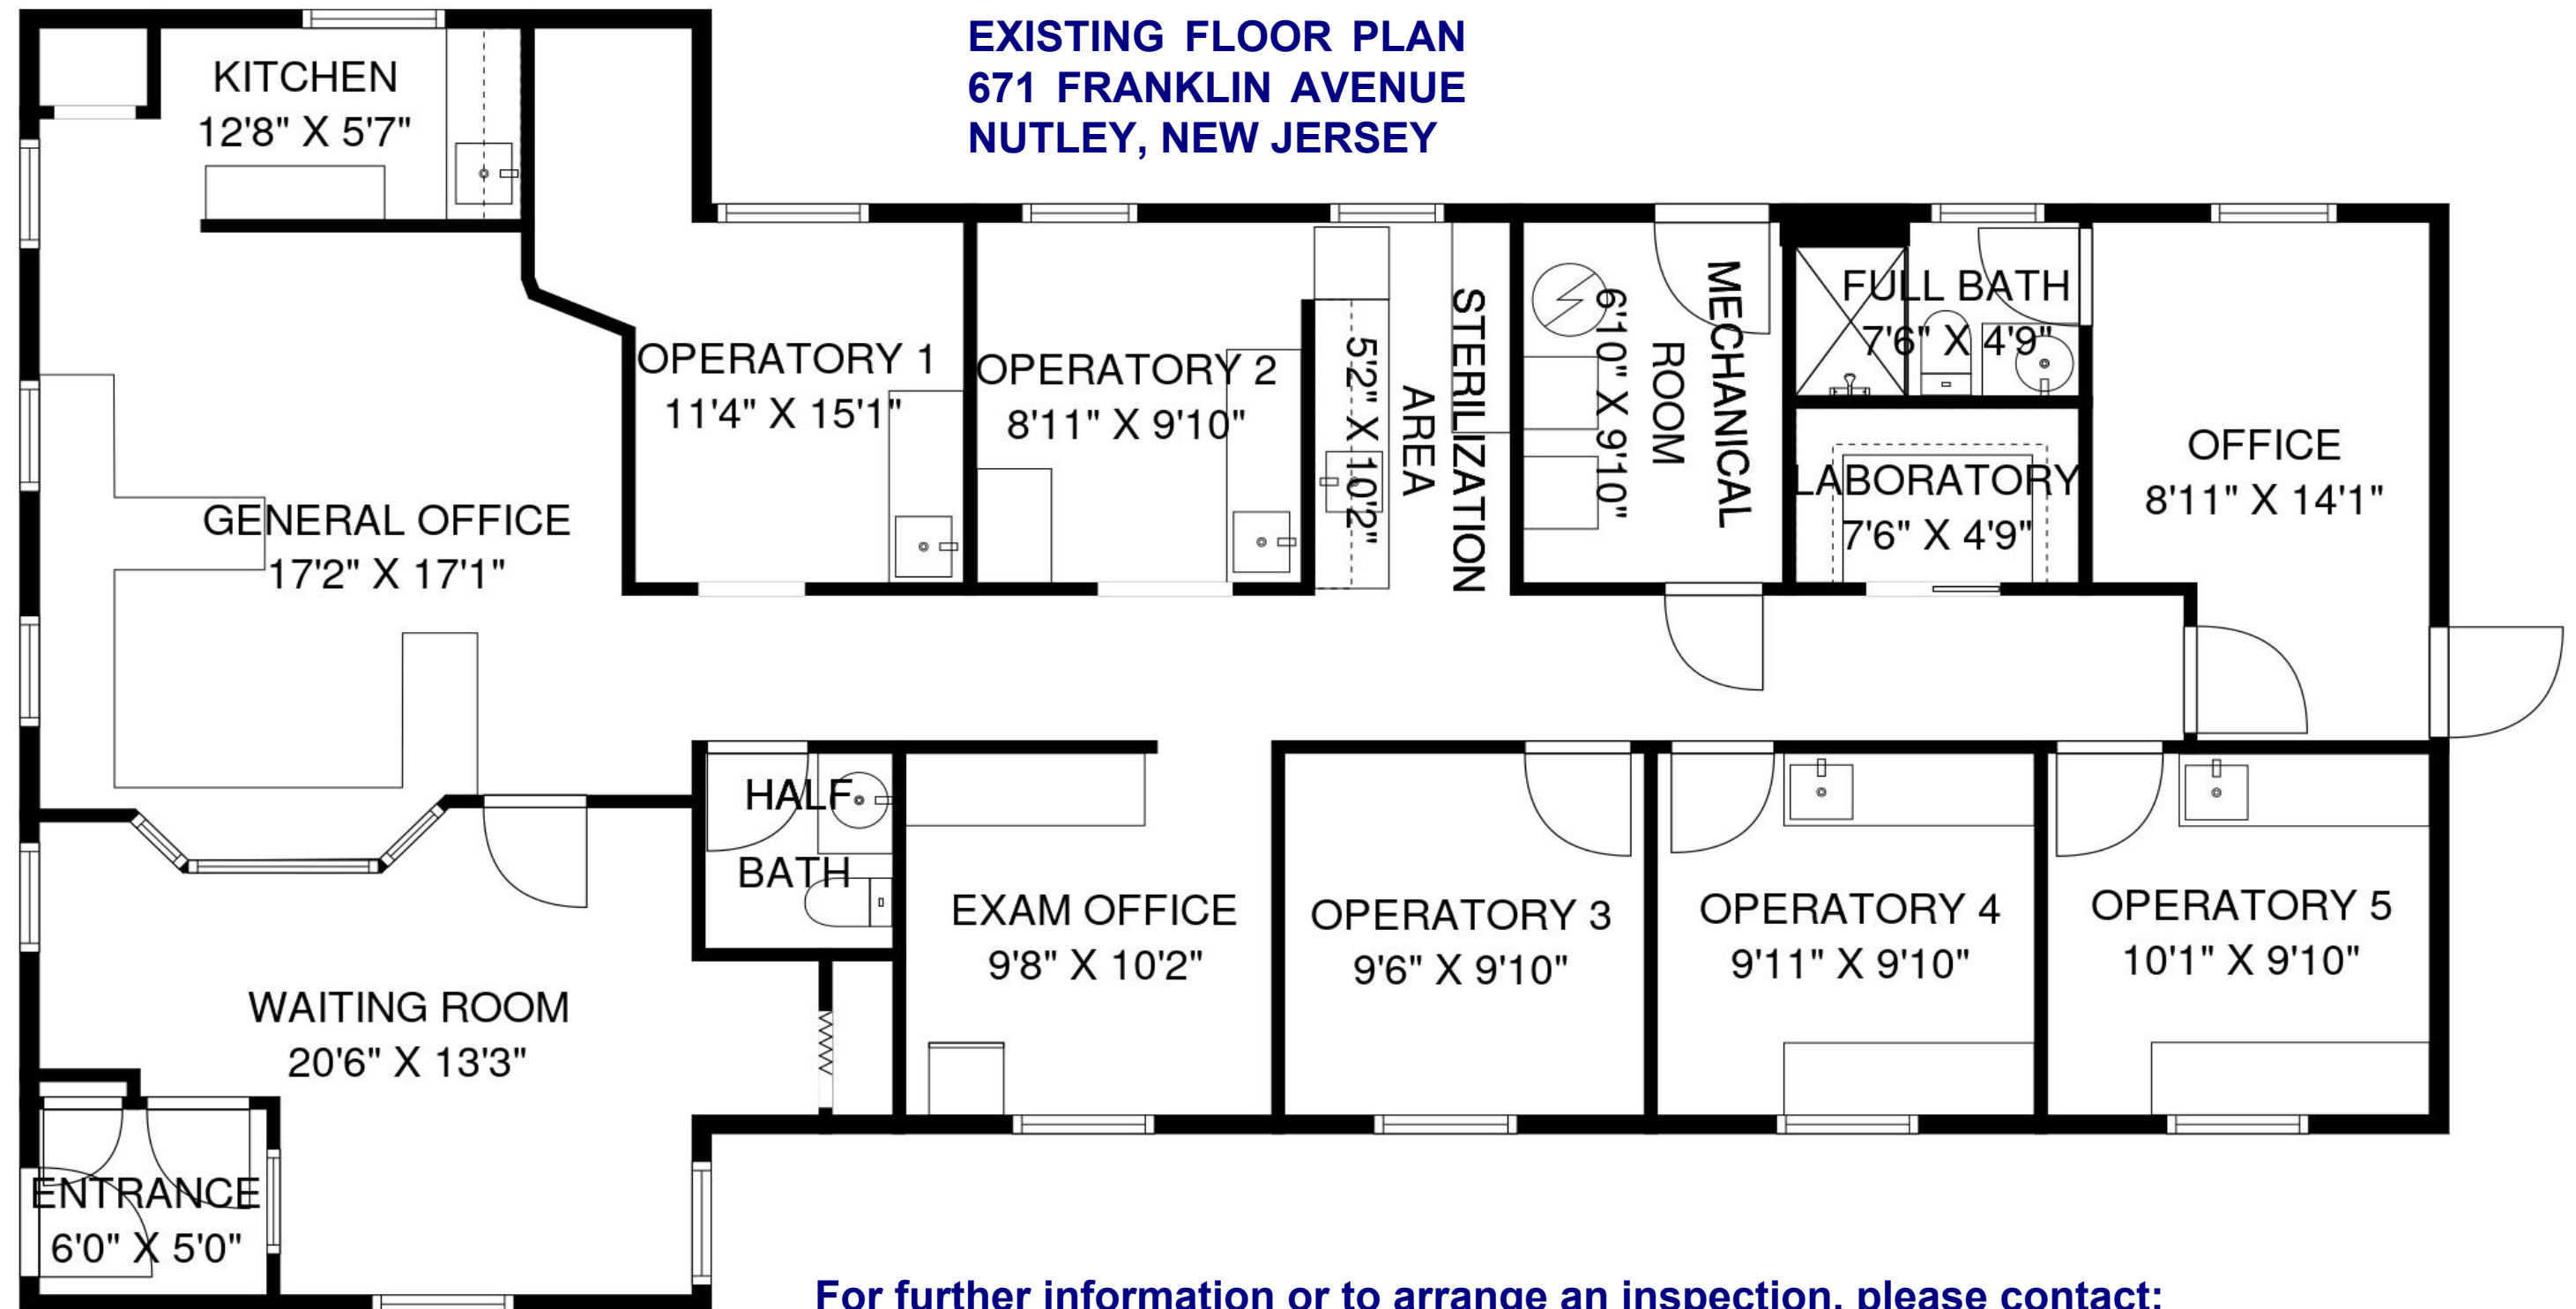 EXISTING FLOOR PLAN
671 FRANKLIN AVENUE
NUTLEY, NEW JERSEY
KITCHEN
12'8" X 5'7"
OPERATORY 1
11'4" X 15'1"
OPERATORY 2
8'11" X 9'10"
STERILIZATION
AREA
5'2" X 10'2"
MECHANICAL
ROOM
6'10" X 9'10"
FULL BATH
7'6" X 4'9"
LABORATORY
7'6" X 4'9"
OFFICE
8'11" X 14'1"
GENERAL OFFICE
17'2" X 17'1"
HALF
BATH
EXAM OFFICE
9'8" X 10'2"
OPERATORY 3
9'6" X 9'10"
OPERATORY 4
9'11" X 9'10"
OPERATORY 5
10'1" X 9'10"
WAITING ROOM
20'6" X 13'3"
ENTRANCE
6'0" X 5'0"
For further information or to arrange an inspection, please contact: